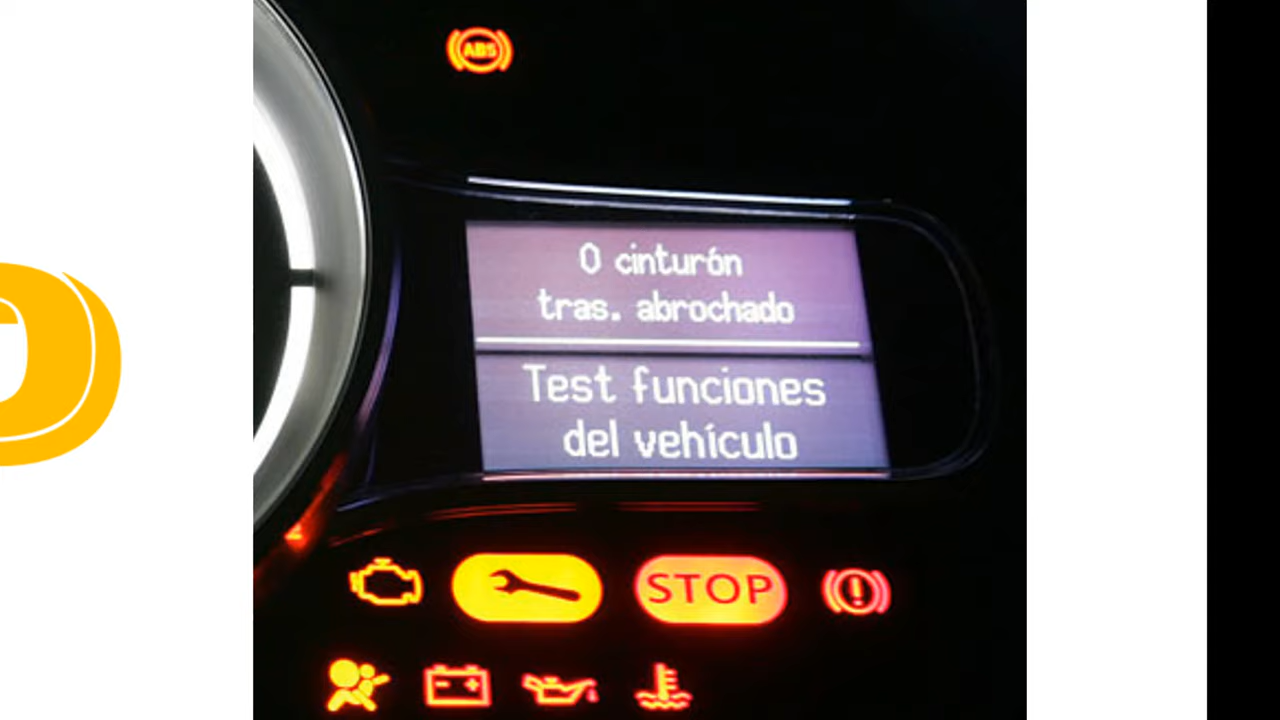 ABS
0 cinturón
tras. abrochado
Test funciones
del vehículo
STOP